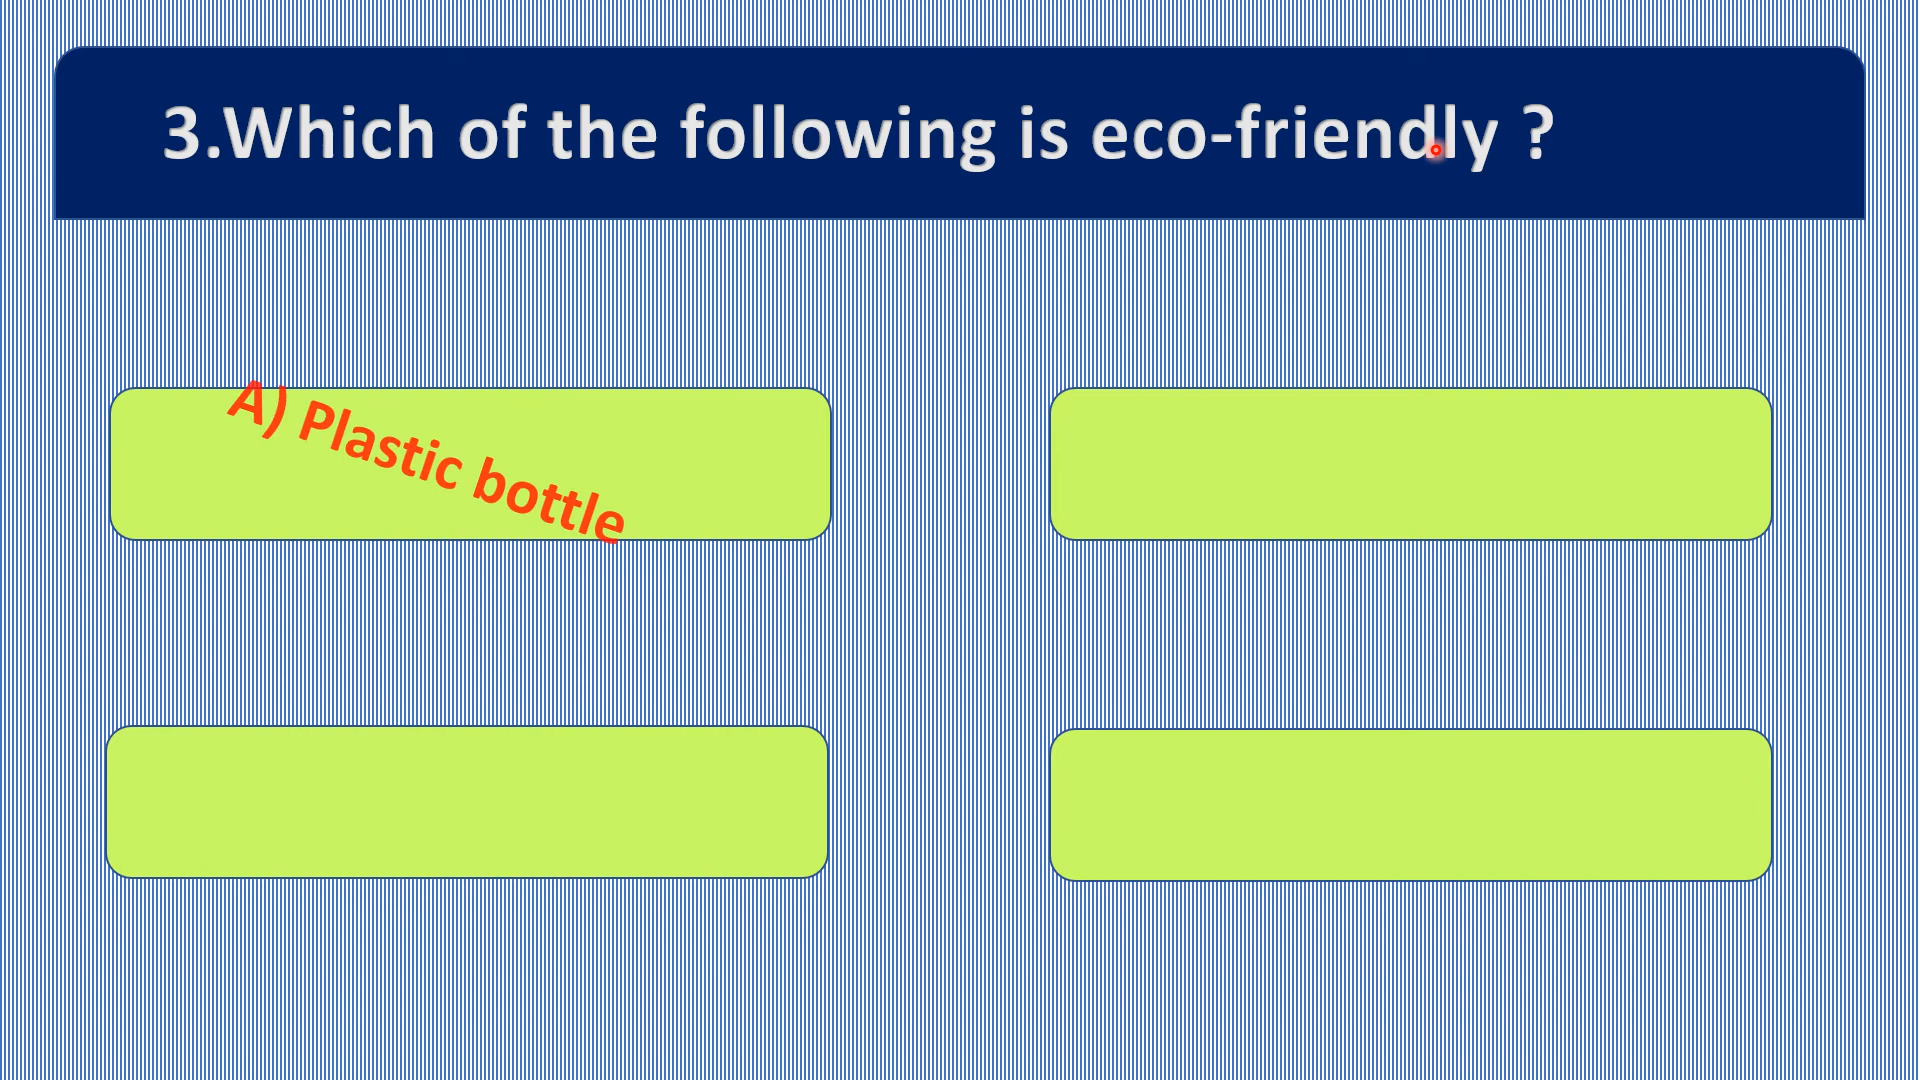 3.Which of the following is eco-friendly ?
A) Plastic bottle